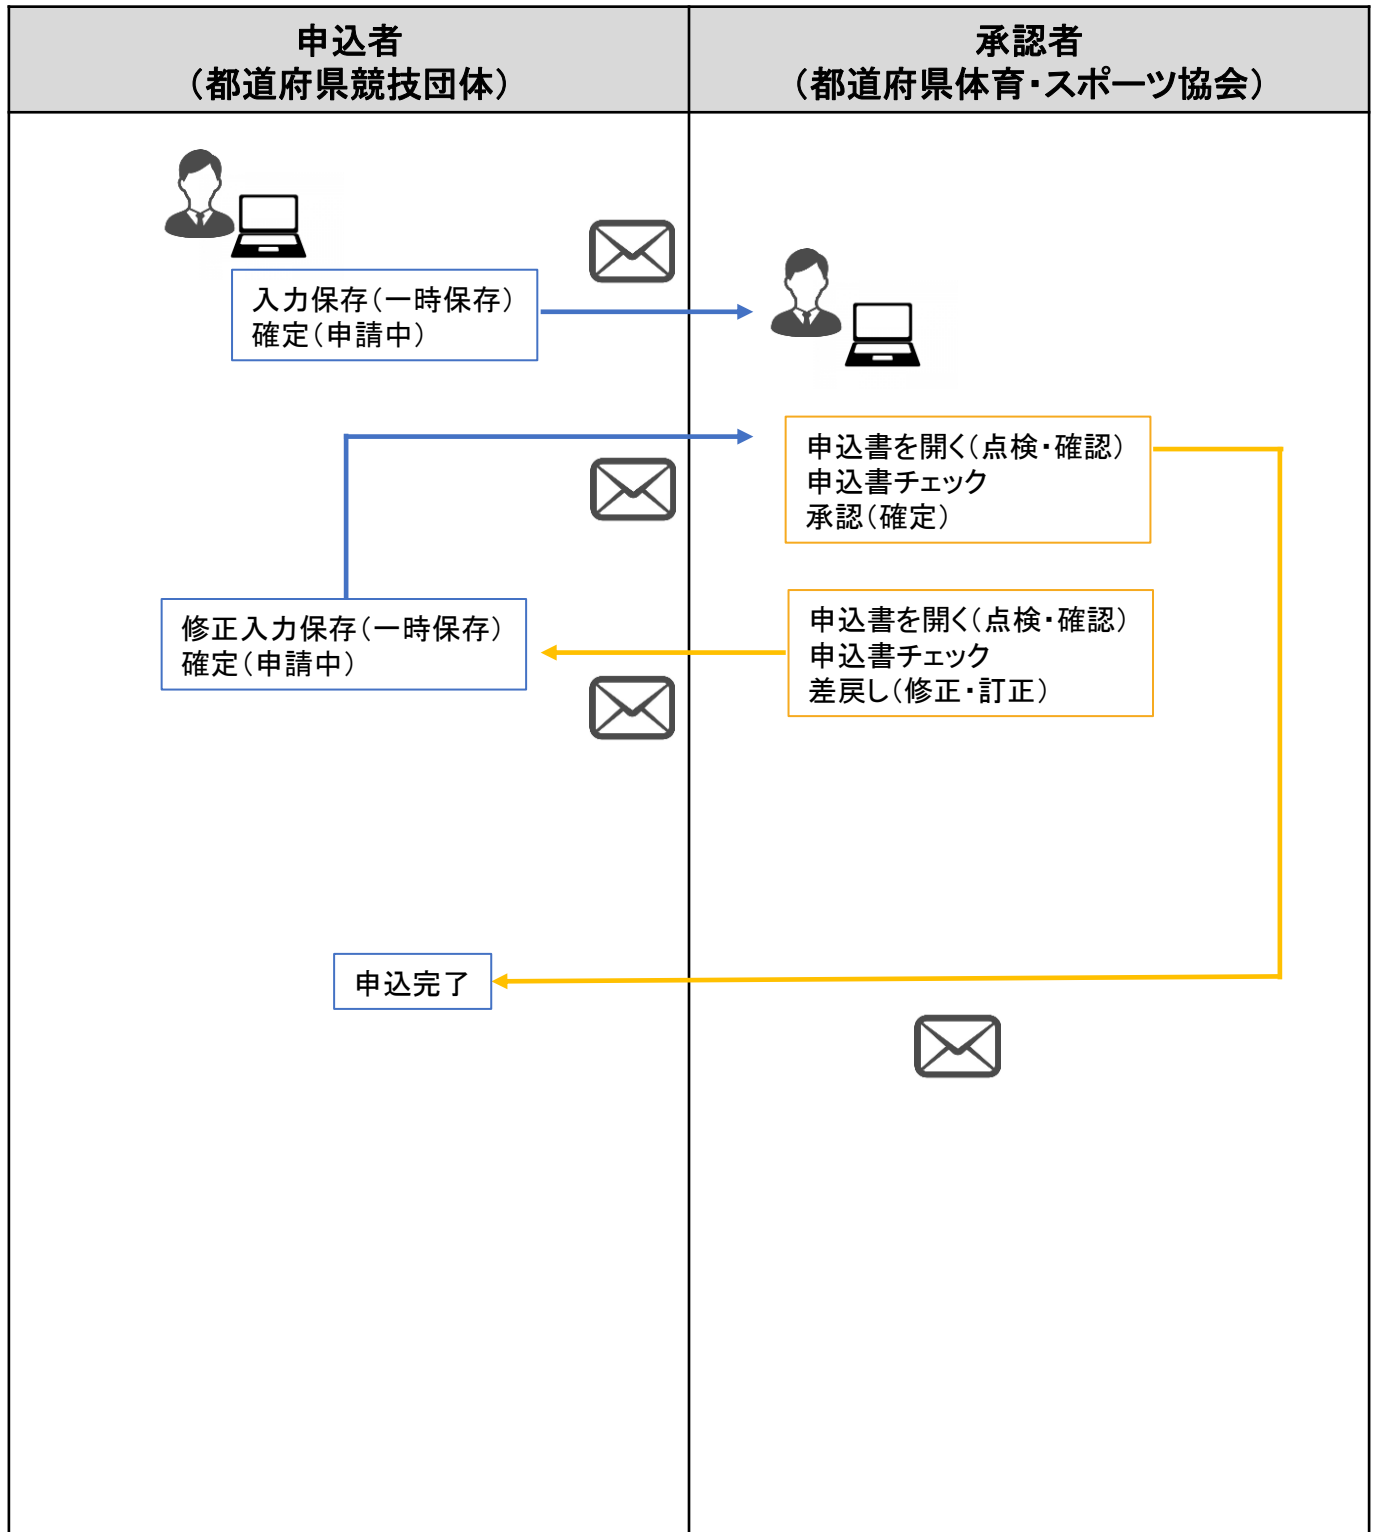 申込者
（都道府県競技団体）
承認者
（都道府県体育・スポーツ協会）
入力保存（一時保存）
確定（申請中）
申込書を開く（点検・確認）
申込書チェック
承認（確定）
修正入力保存（一時保存）
確定（申請中）
申込書を開く（点検・確認）
申込書チェック
差戻し（修正・訂正）
申込完了